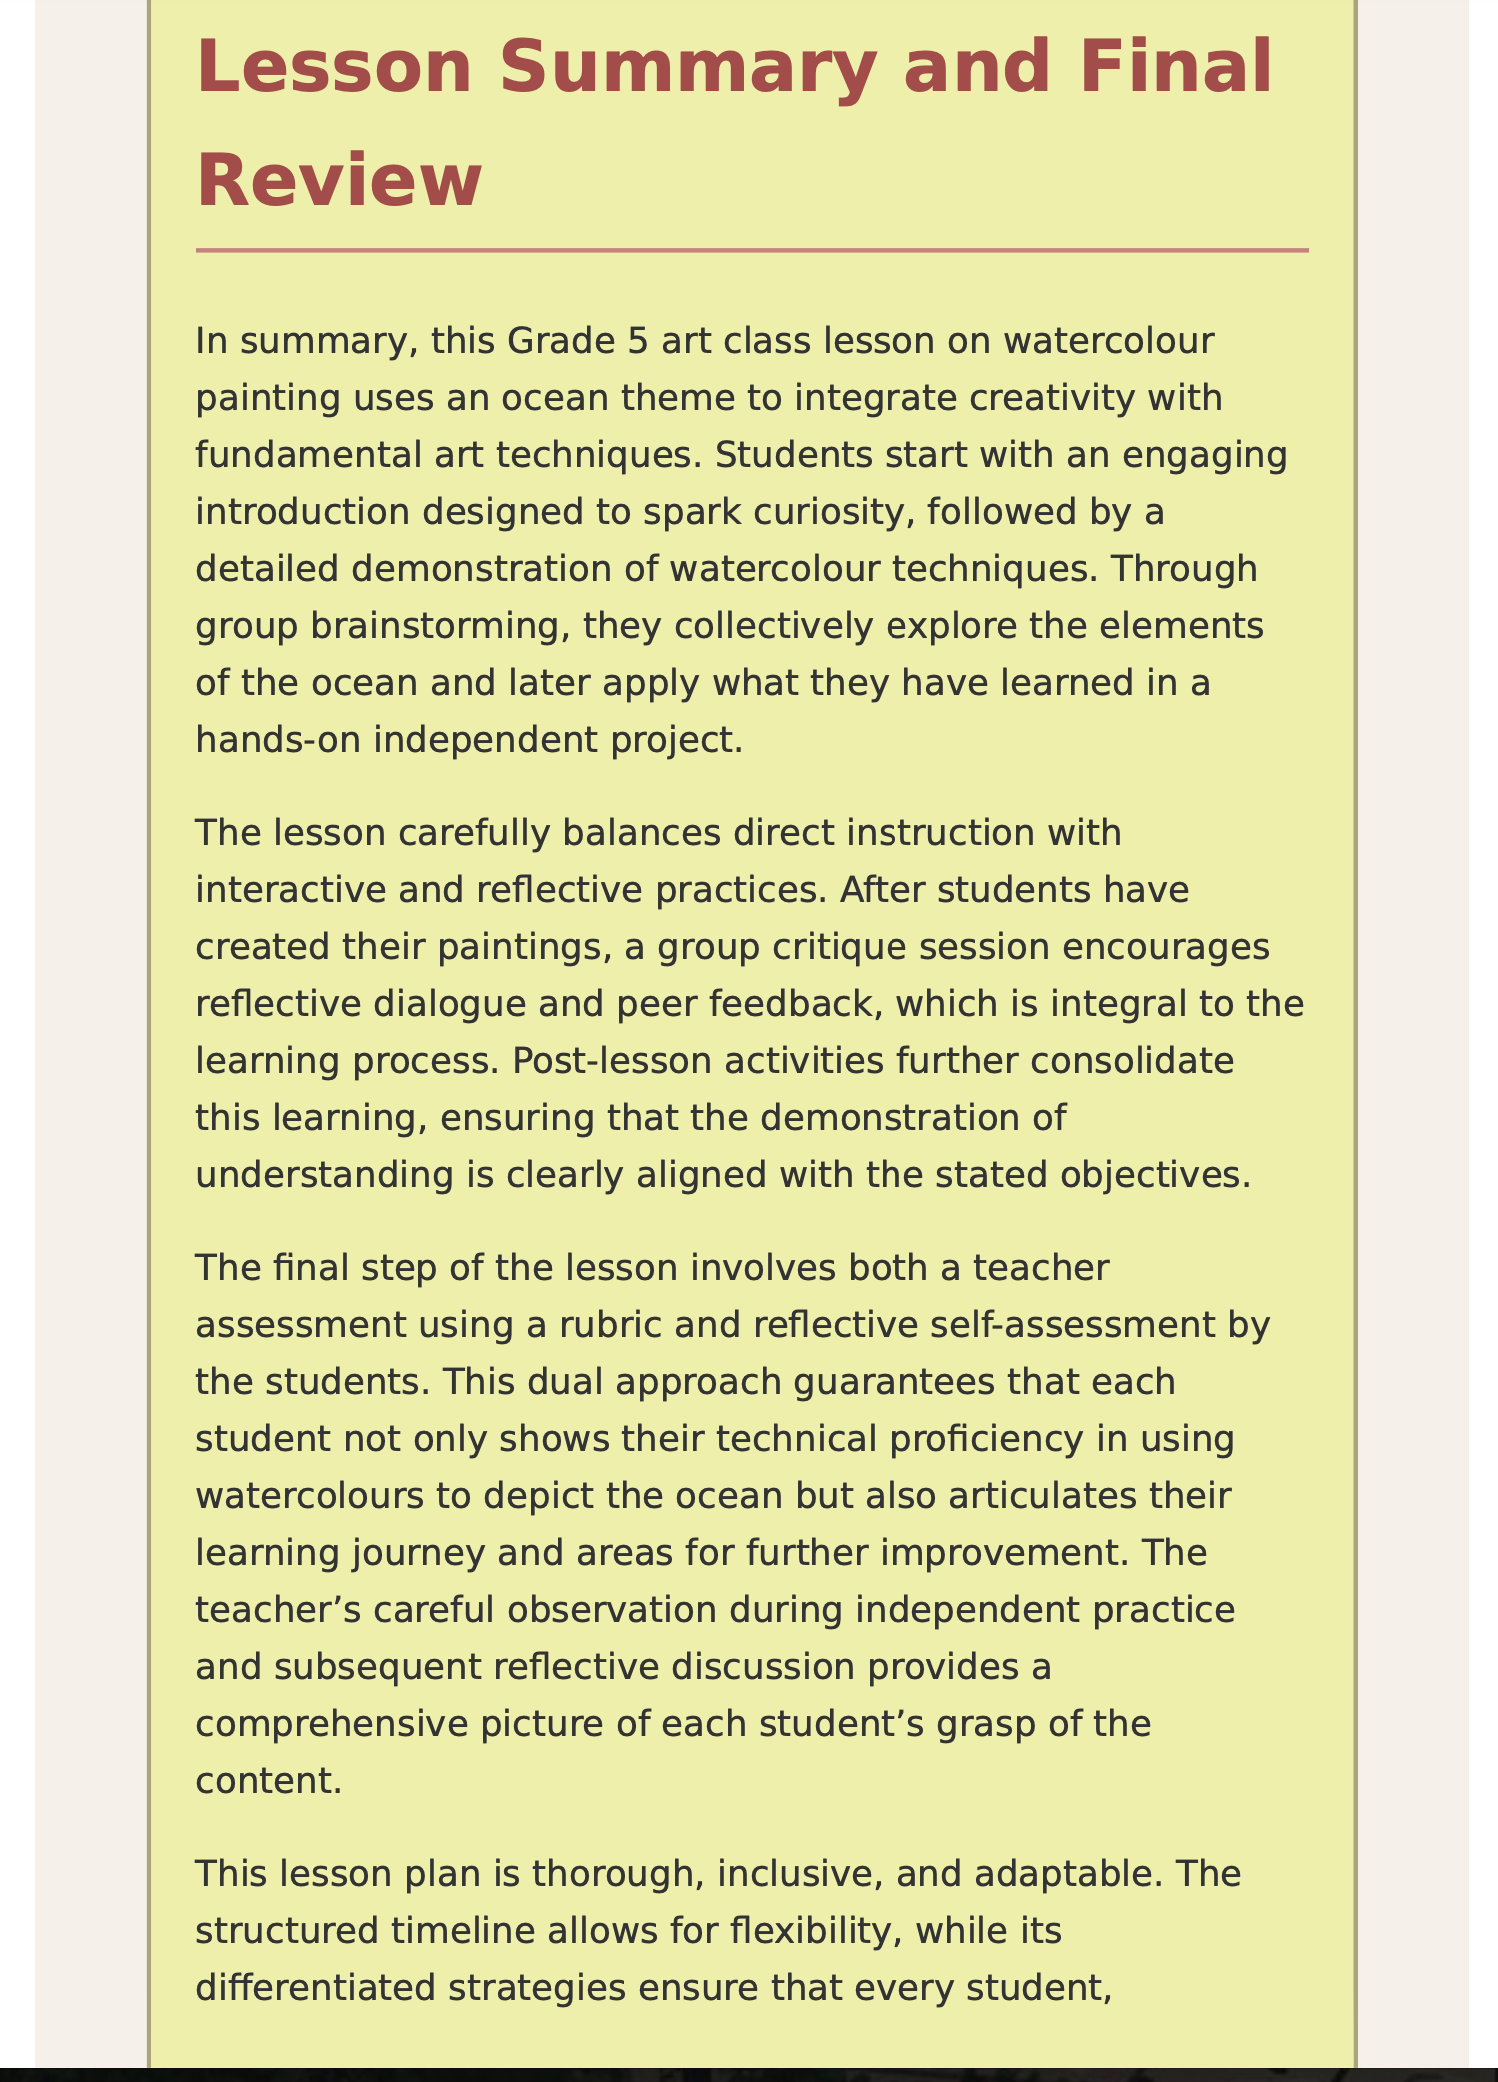 Lesson Summary and Final
Review
In summary, this Grade 5 art class lesson on watercolour
painting uses an ocean theme to integrate creativity with
fundamental art techniques. Students start with an engaging
introduction designed to spark curiosity, followed by a
detailed demonstration of watercolour techniques. Through
group brainstorming, they collectively explore the elements
of the ocean and later apply what they have learned in a
hands-on independent project.
The lesson carefully balances direct instruction with
interactive and reflective practices. After students have
created their paintings, a group critique session encourages
reflective dialogue and peer feedback, which is integral to the
learning process. Post-lesson activities further consolidate
this learning, ensuring that the demonstration of
understanding is clearly aligned with the stated objectives.
The final step of the lesson involves both a teacher
assessment using a rubric and reflective self-assessment by
the students. This dual approach guarantees that each
student not only shows their technical proficiency in using
watercolours to depict the ocean but also articulates their
learning journey and areas for further improvement. The
teacher’s careful observation during independent practice
and subsequent reflective discussion provides a
comprehensive picture of each student’s grasp of the
content.
This lesson plan is thorough, inclusive, and adaptable. The
structured timeline allows for flexibility, while its
differentiated strategies ensure that every student,